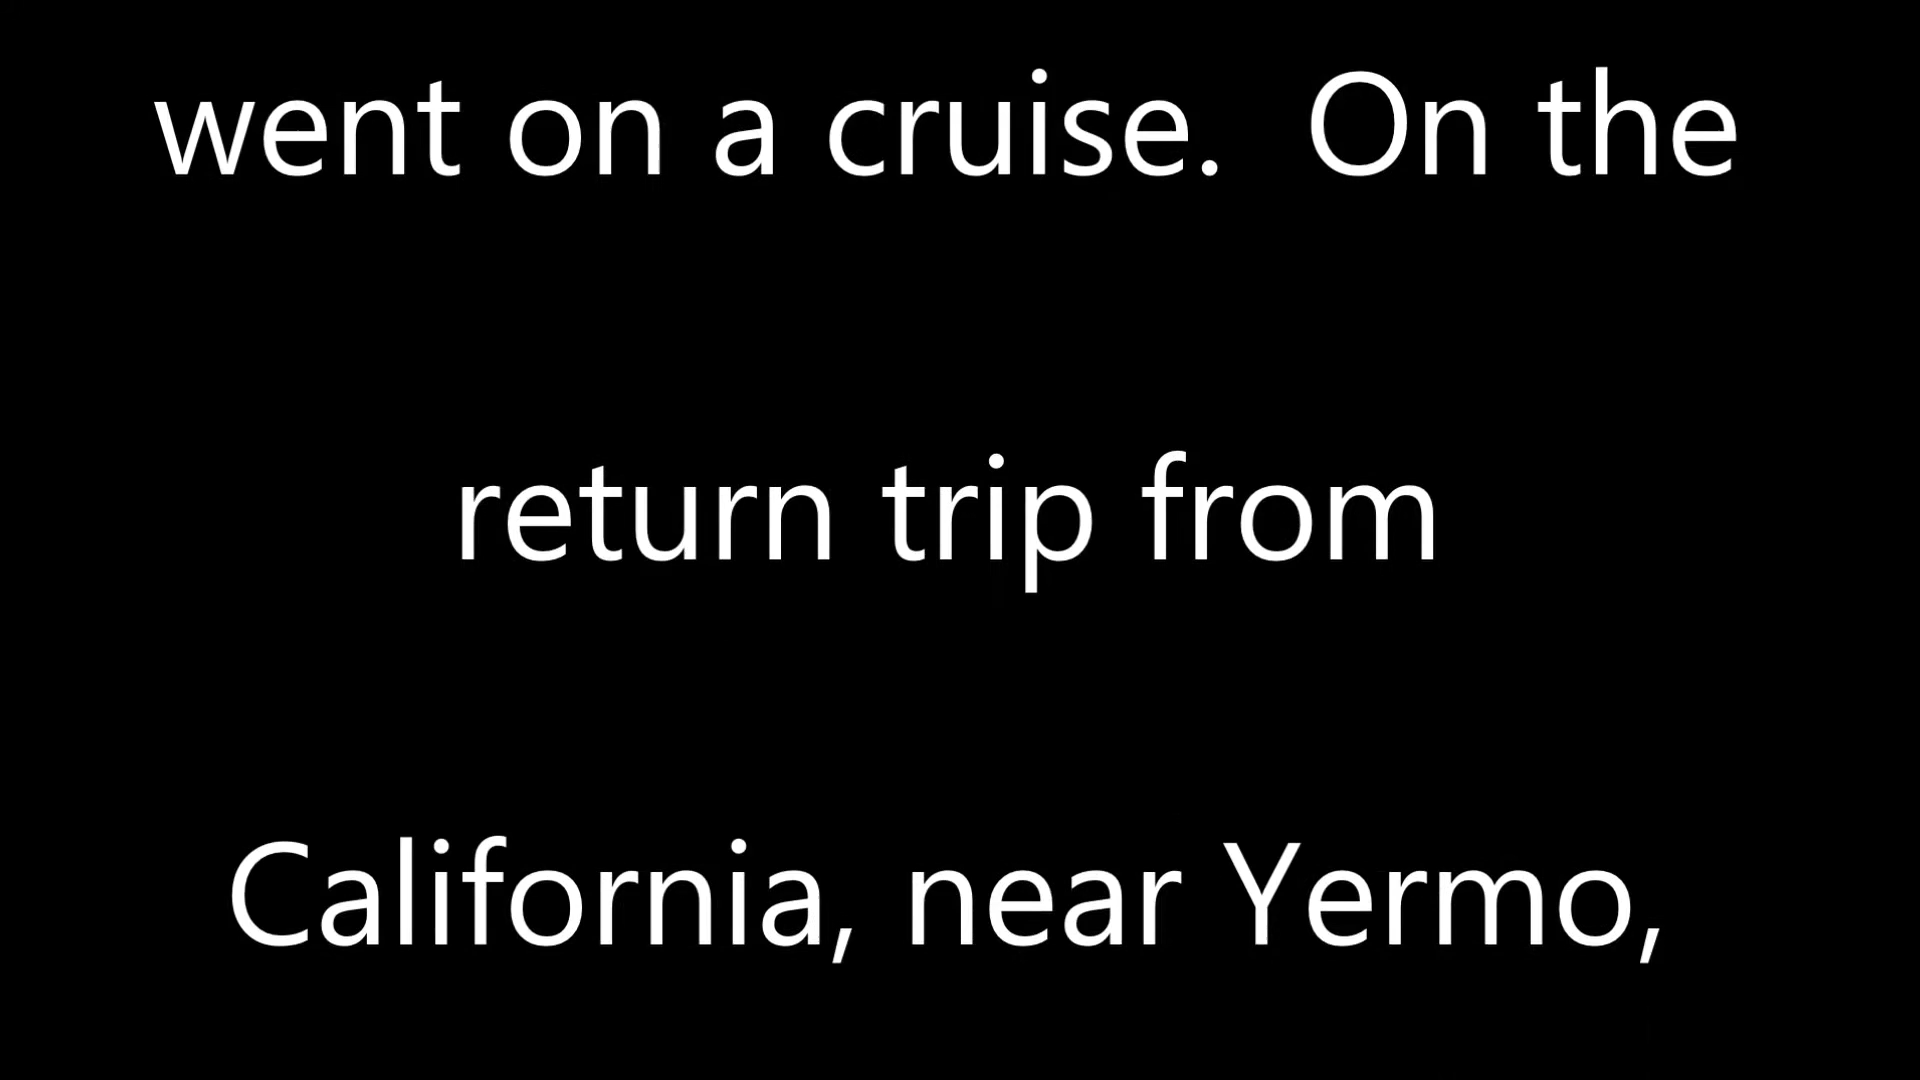 went on a cruise.  On the
return trip from
California, near Yermo,